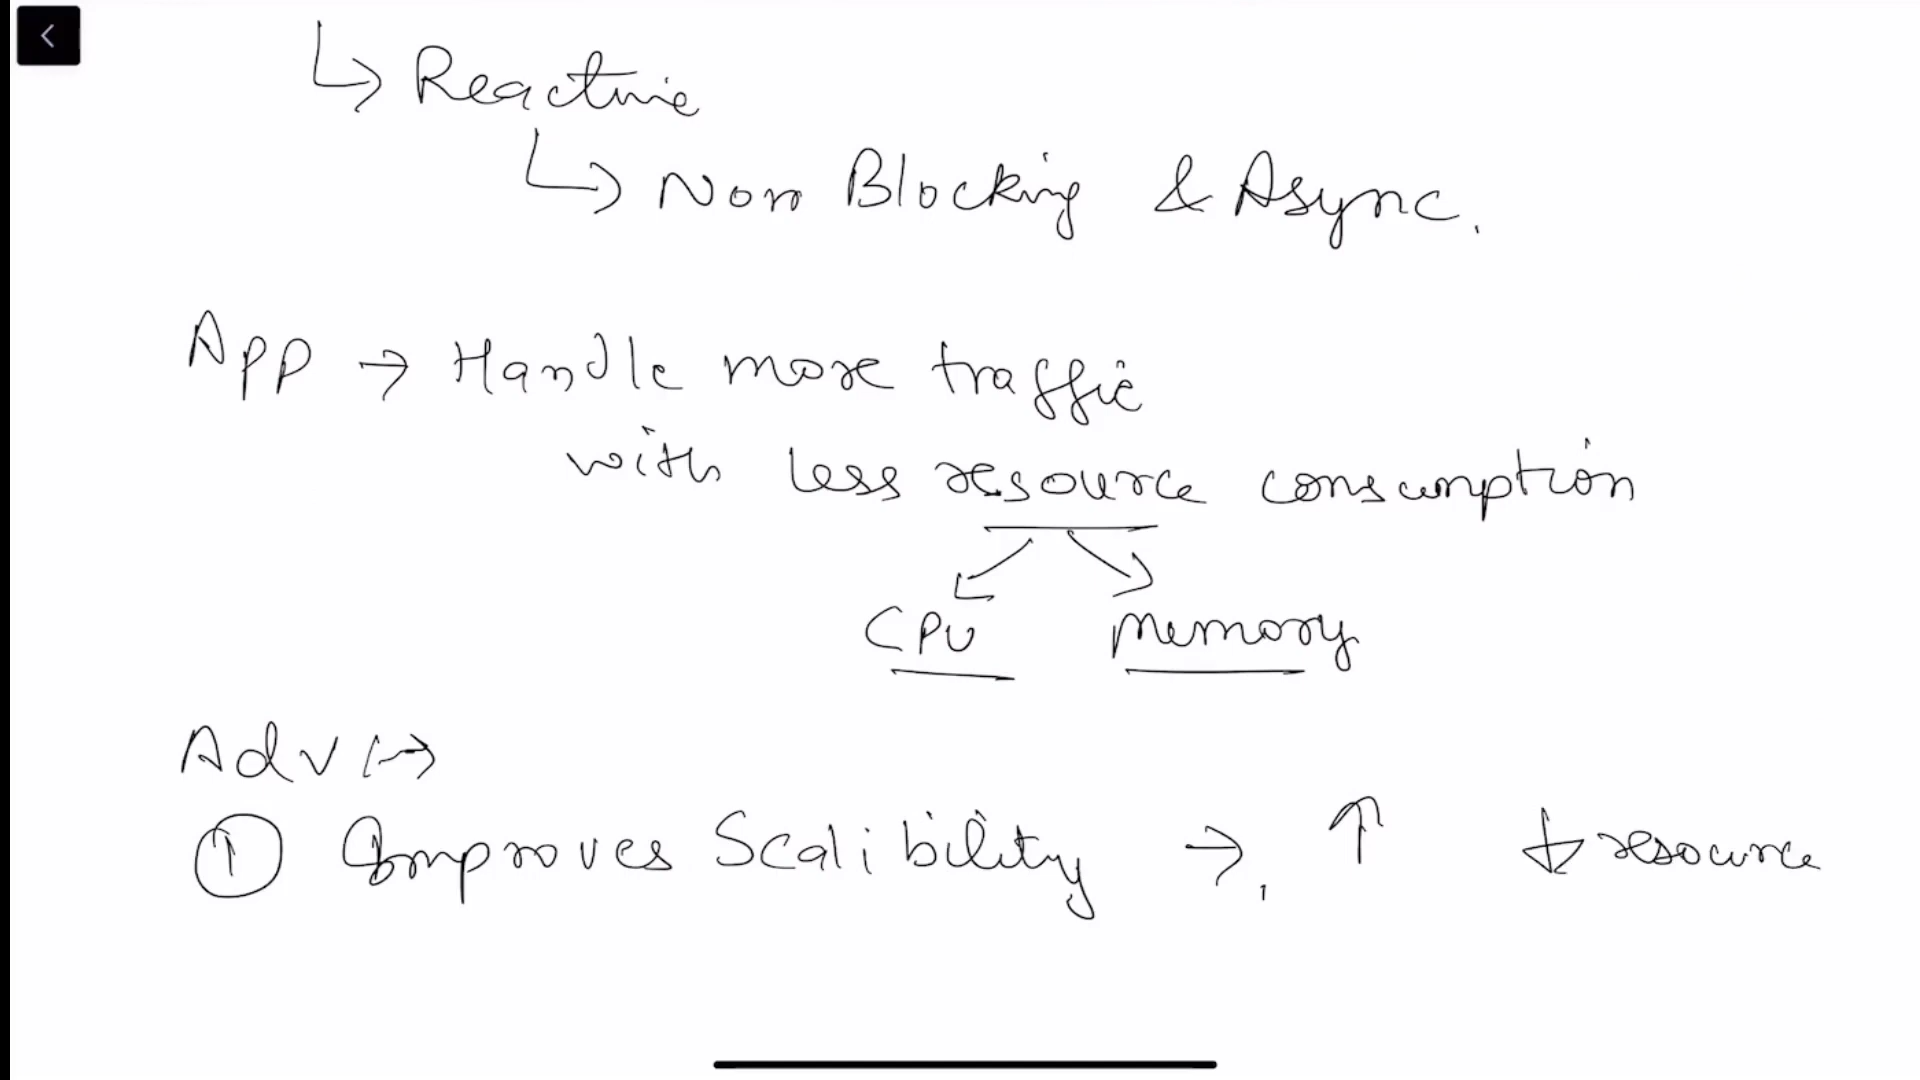 ↳ Reactive
↳ Non Blocking & Async.
App → Handle more traffic
with less resource consumption
CPU Memory
Adv :→
① Improves Scalibility → ↑ ↓ resource